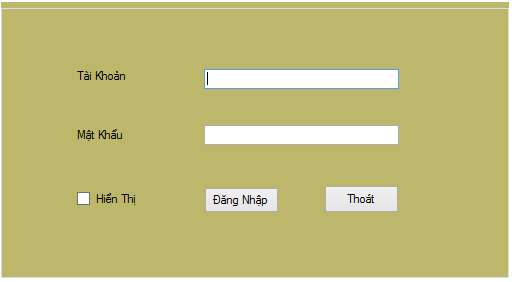 Tài Khoản
Mật Khẩu
Hiển Thị Đăng Nhập Thoát